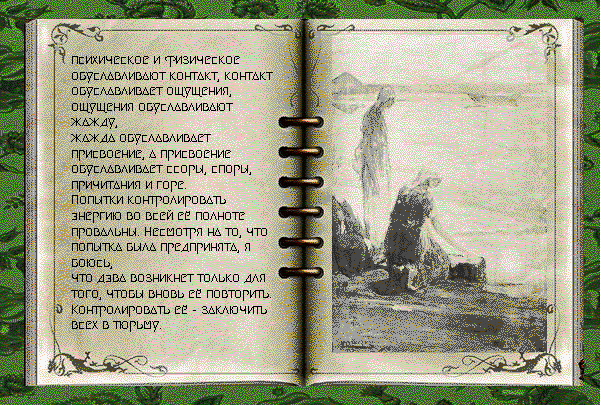 психическое и физическое
обуславливают контакт, контакт
обуславливает ощущения,
ощущения обуславливают
жажду,
жажда обуславливает
присвоение, а присвоение
обуславливает ссоры, споры,
причитания и горе.
Попытки контролировать
энергию во всей её полноте
провальны. Несмотря на то, что
попытка была предпринята, я
боюсь,
что дзва возникнет только для
того, чтобы вновь её повторить.
Контролировать её - заключить
всех в тюрьму.